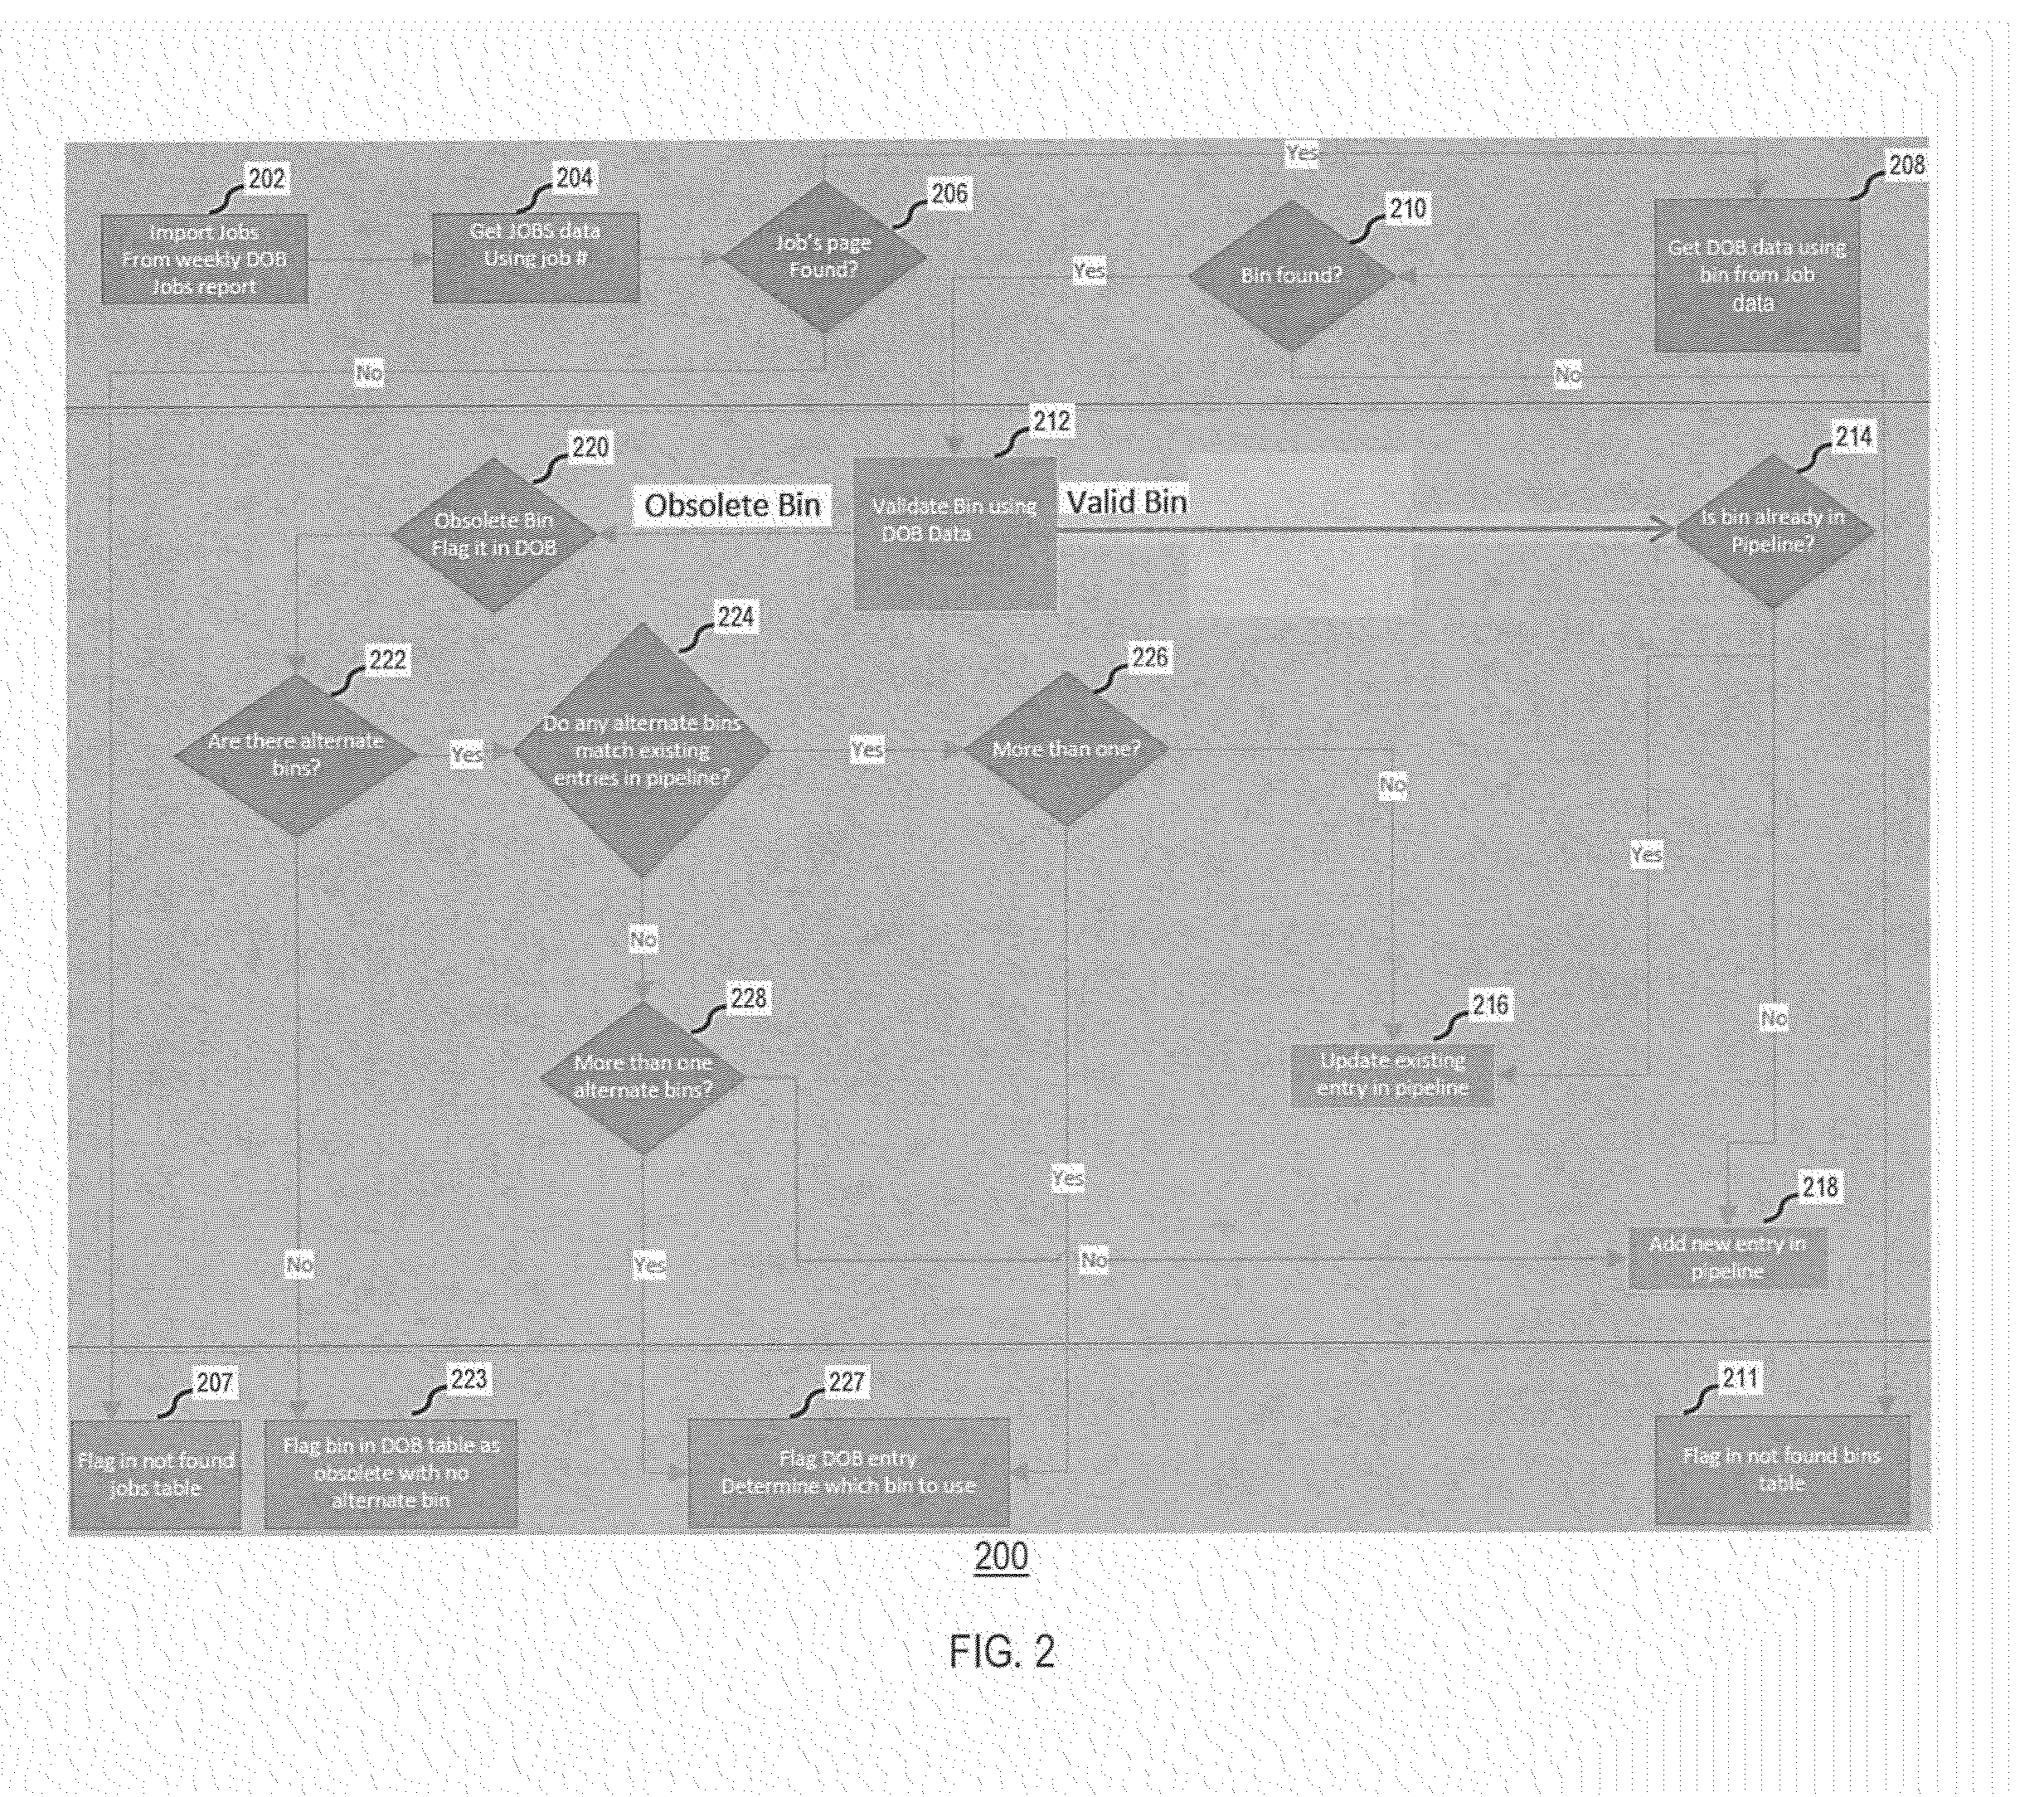 Yes
202
204
206
210
208
Import Jobs
From weekly DOB
Jobs report
Get JOBS data
Using job #
Job's page
Found?
Yes
Bin found?
Get DOB data using
bin from Job
data
No
No
212
220
214
Obsolete Bin
Flag it in DOB
Obsolete Bin
Validate Bin using
DOB Data
Valid Bin
Is bin already in
Pipeline?
224
222
226
Are there alternate
bins?
Yes
Do any alternate bins
match existing
entries in pipeline?
Yes
More than one?
No
Yes
No
228
216
No
More than one
alternate bins?
Update existing
entry in pipeline
Yes
218
No
Yes
No
Add new entry in
pipeline
207
223
227
211
Flag in not found
jobs table
Flag bin in DOB table as
obsolete with no
alternate bin
Flag DOB entry
Determine which bin to use
Flag in not found bins
table
200
FIG. 2